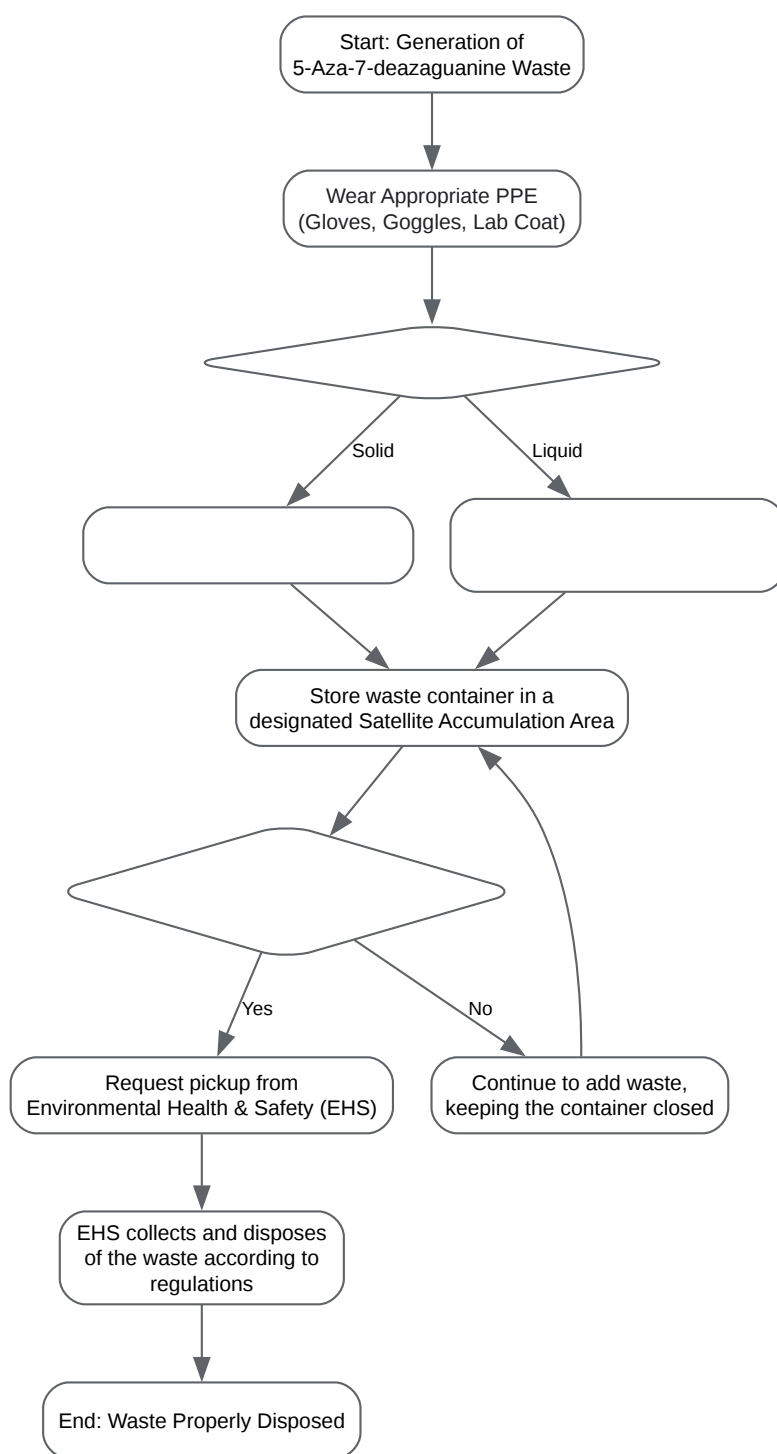 Start: Generation of
5-Aza-7-deazaguanine Waste
Wear Appropriate PPE
(Gloves, Goggles, Lab Coat)
Solid
Liquid
Store waste container in a
designated Satellite Accumulation Area
Yes
No
Request pickup from
Environmental Health & Safety (EHS)
Continue to add waste,
keeping the container closed
EHS collects and disposes
of the waste according to
regulations
End: Waste Properly Disposed